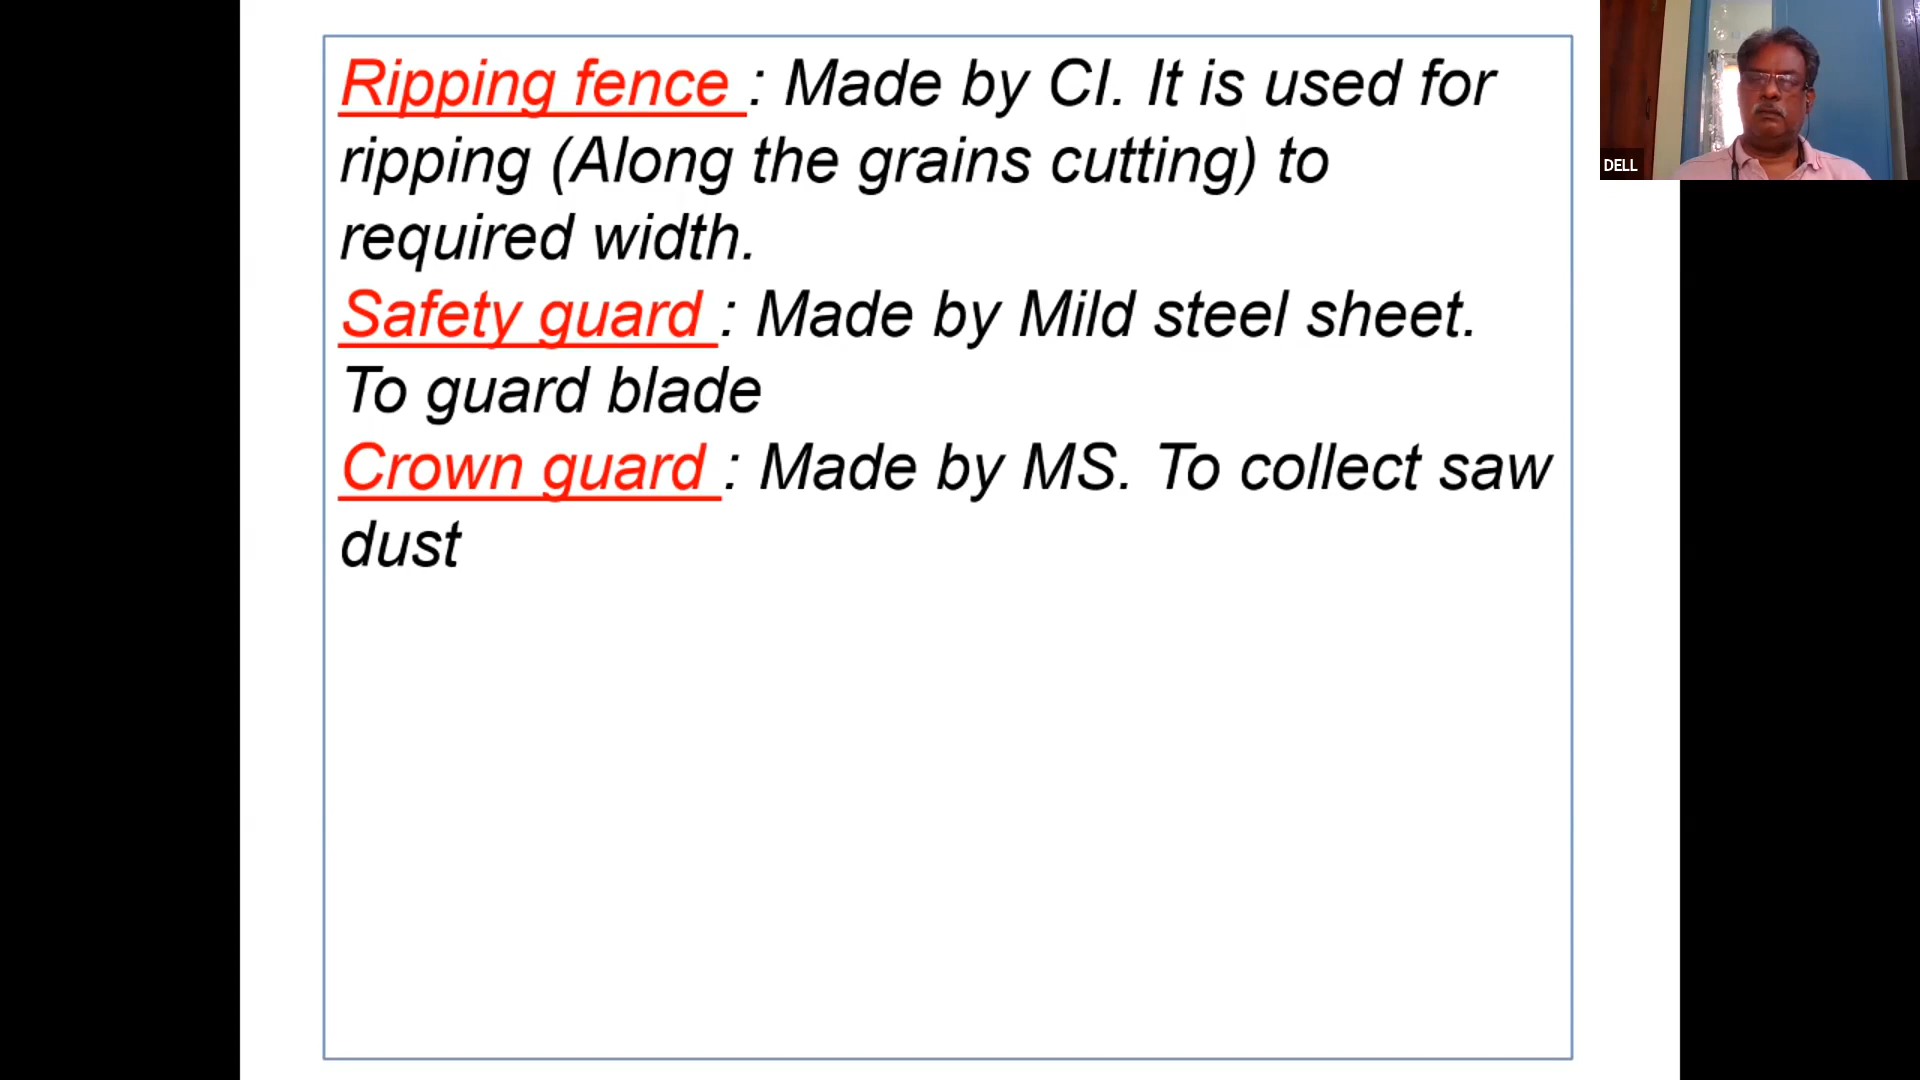 Ripping fence : Made by CI. It is used for
ripping (Along the grains cutting) to
required width.
Safety guard : Made by Mild steel sheet.
To guard blade
Crown guard : Made by MS. To collect saw
dust
DELL